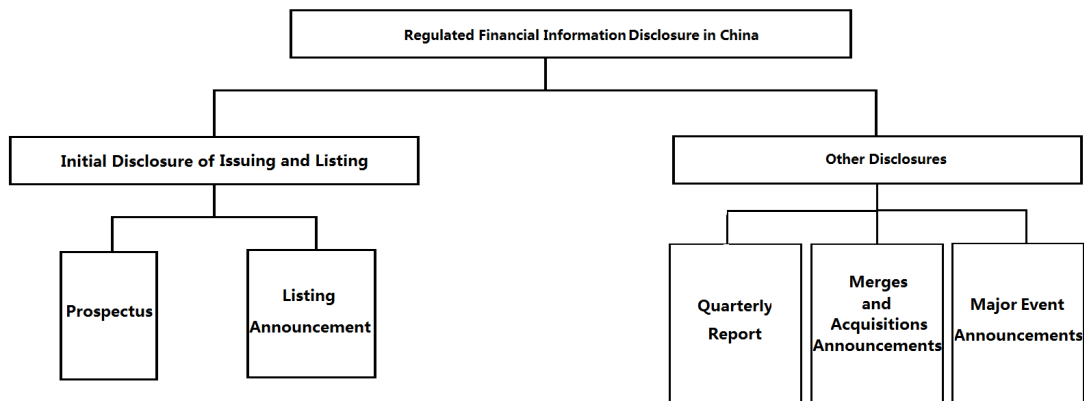 Regulated Financial Information Disclosure in China
Initial Disclosure of Issuing and Listing
Other Disclosures
Prospectus
Listing
Announcement
Quarterly
Report
Merges
and
Acquisitions
Announcements
Major Event
Announcements